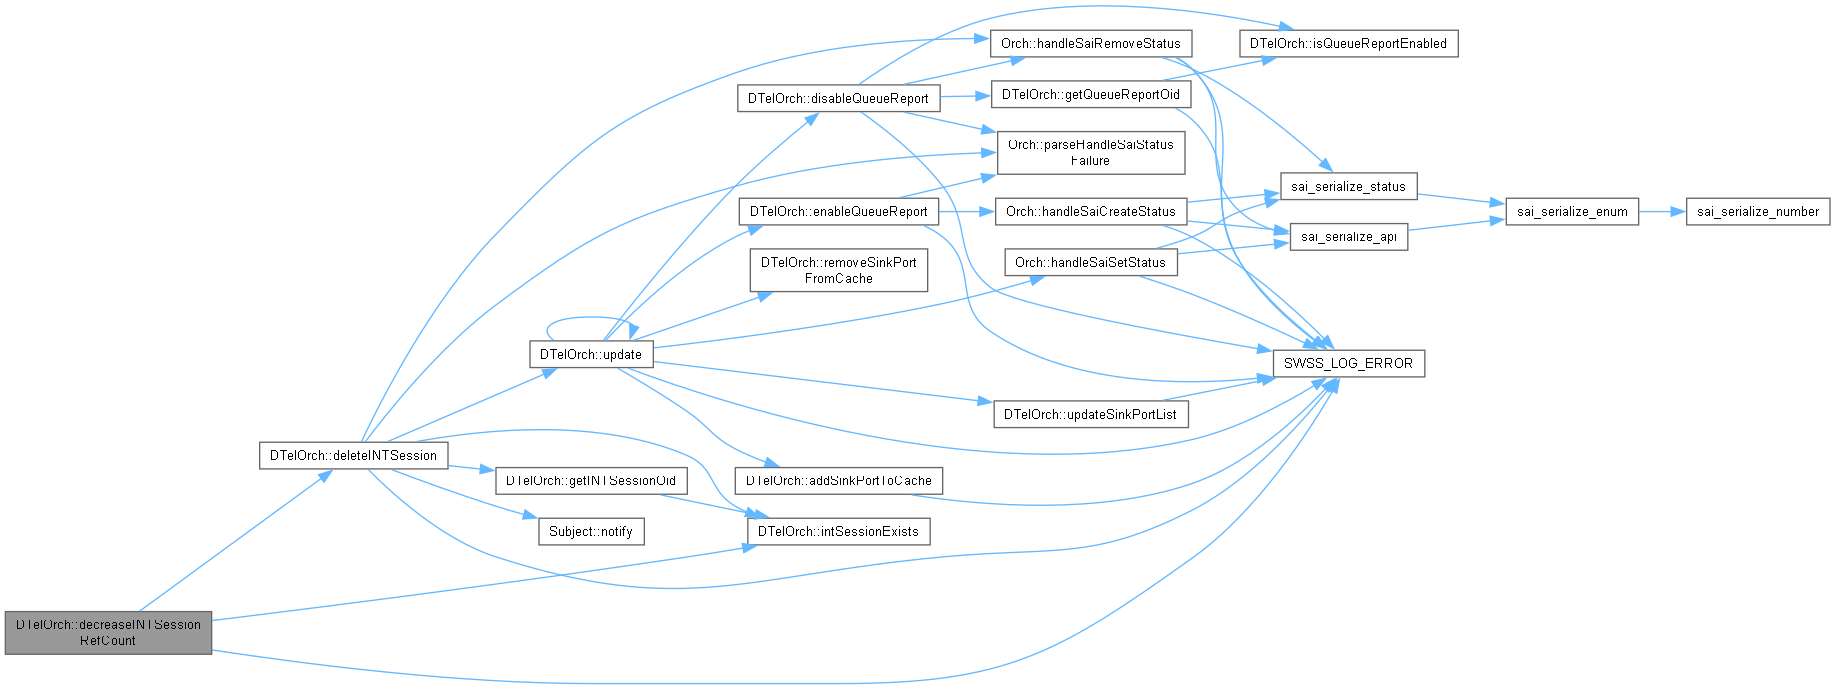 Orch::handleSaiRemoveStatus
DTelOrch::isQueueReportEnabled
DTelOrch::disableQueueReport
DTelOrch::getQueueReportOid
Orch::parseHandleSaiStatus
Failure
sai_serialize_status
DTelOrch::enableQueueReport
Orch::handleSaiCreateStatus
sai_serialize_enum
sai_serialize_number
sai_serialize_api
DTelOrch::removeSinkPort
FromCache
Orch::handleSaiSetStatus
DTelOrch::update
SWSS_LOG_ERROR
DTelOrch::updateSinkPortList
DTelOrch::deleteINTSession
DTelOrch::getINTSessionOid
DTelOrch::addSinkPortToCache
Subject::notify
DTelOrch::intSessionExists
DTelOrch::decreaseINTSession
RefCount